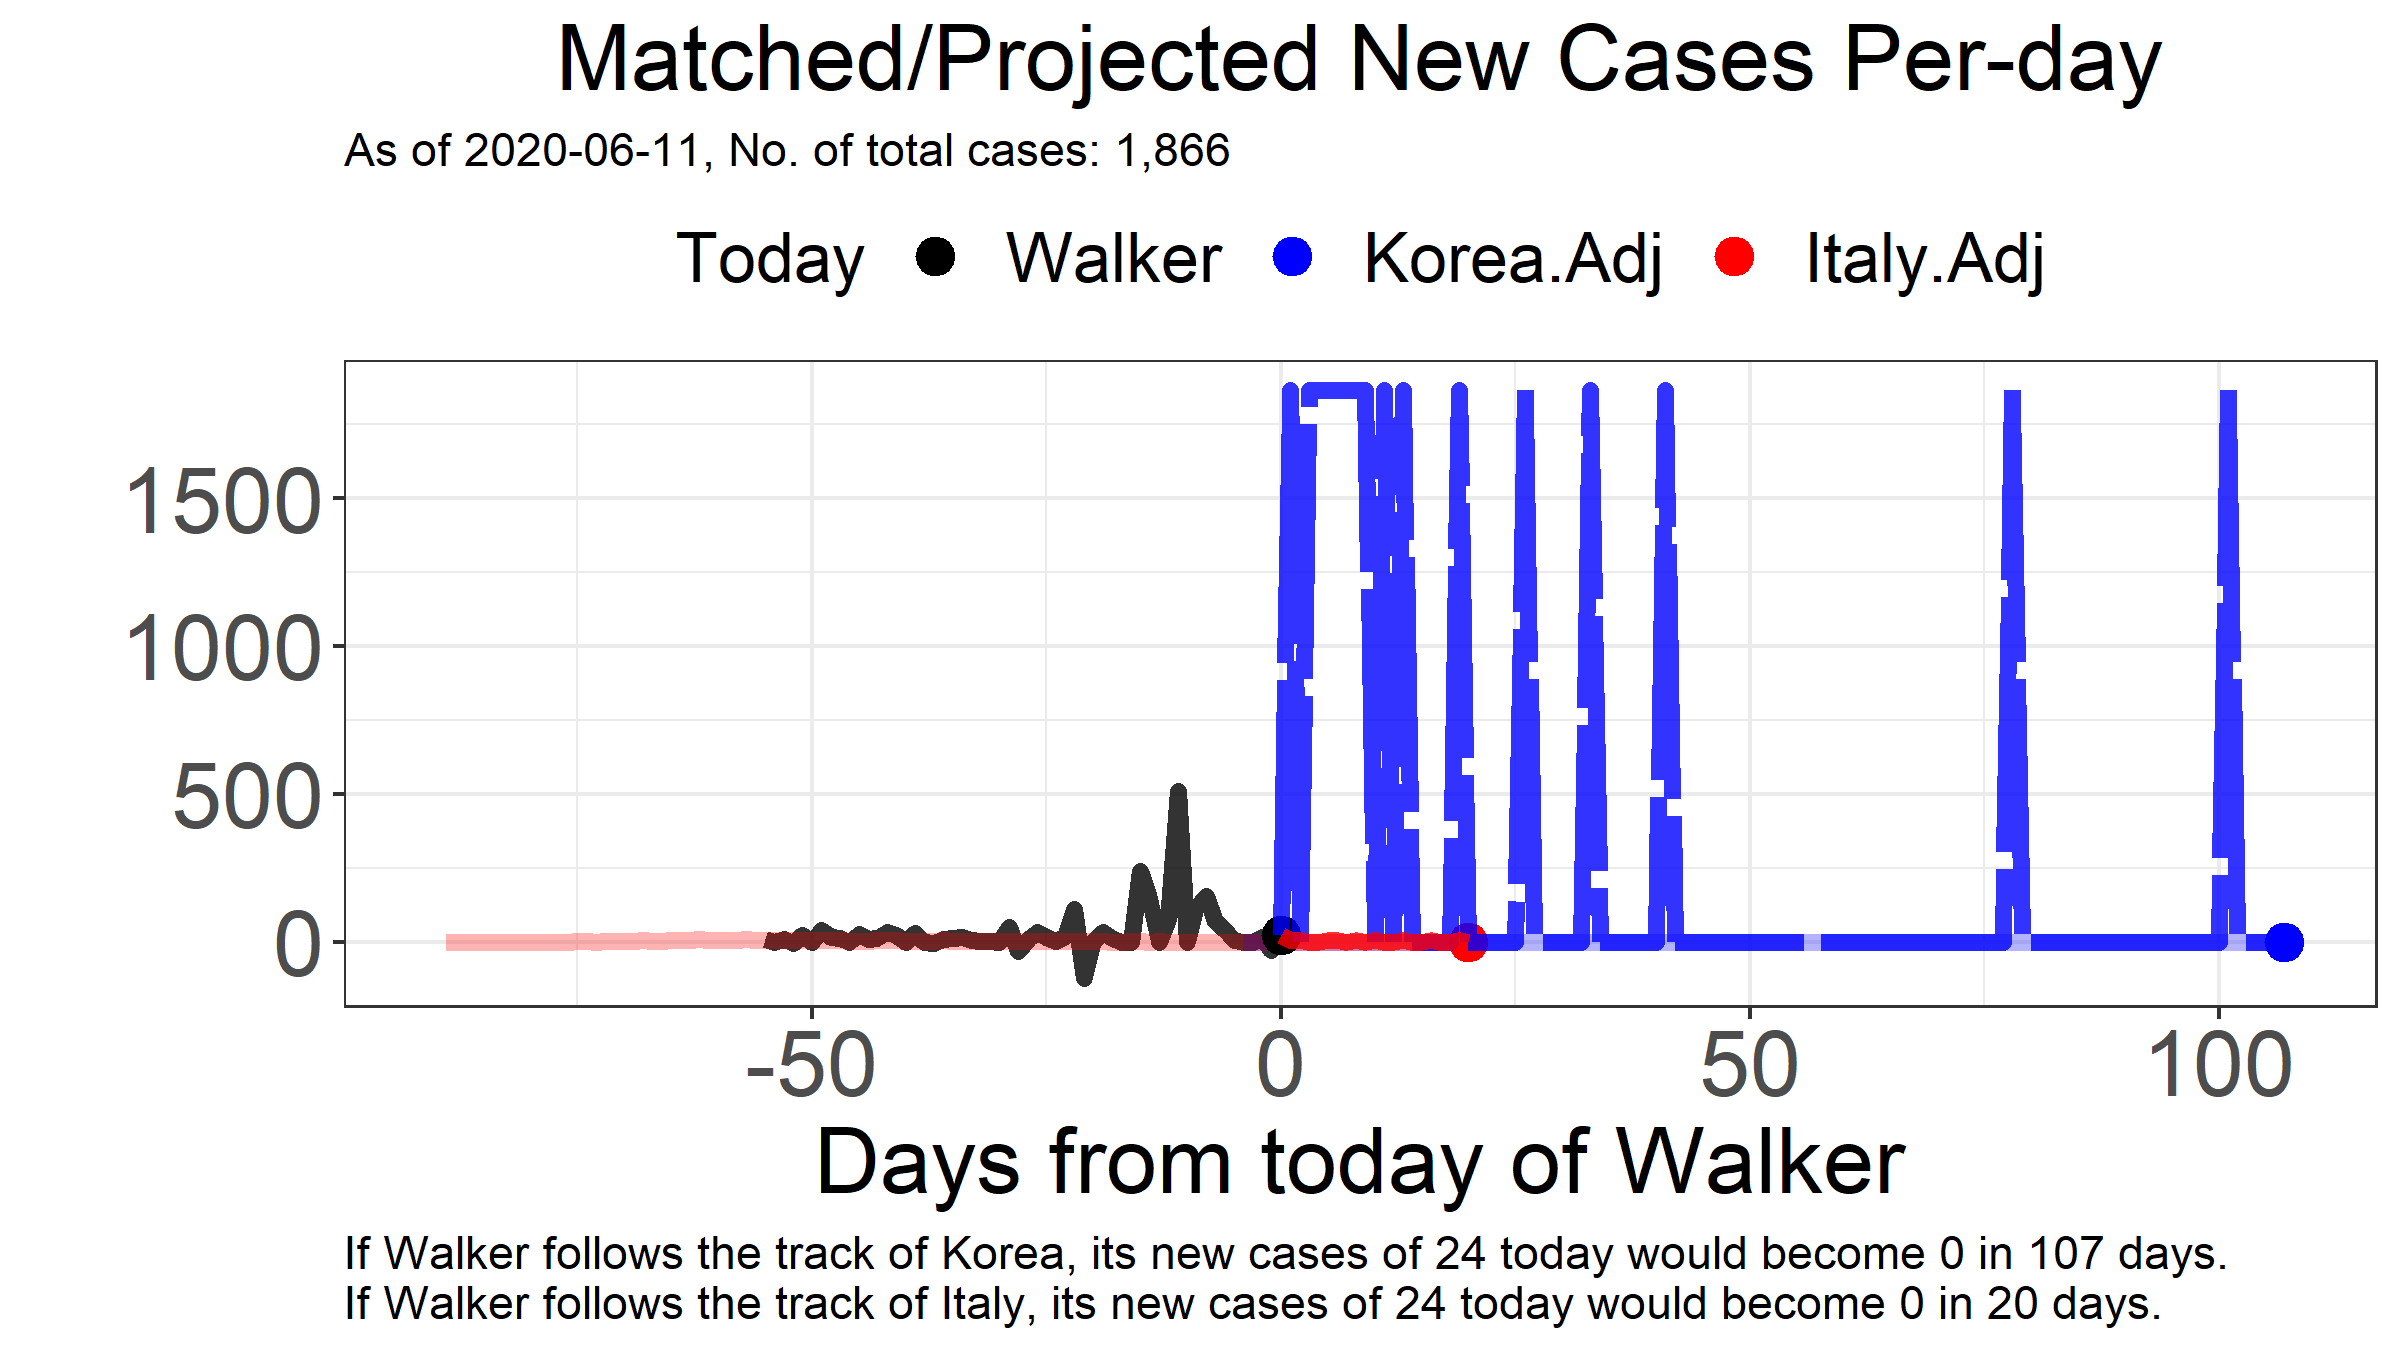 Matched/Projected New Cases Per-day
As of 2020-06-11, No. of total cases: 1,866
Today Walker Korea.Adj Italy.Adj
1500
1000
500
0
-50 0 50 100
Days from today of Walker
If Walker follows the track of Korea, its new cases of 24 today would become 0 in 107 days.
If Walker follows the track of Italy, its new cases of 24 today would become 0 in 20 days.